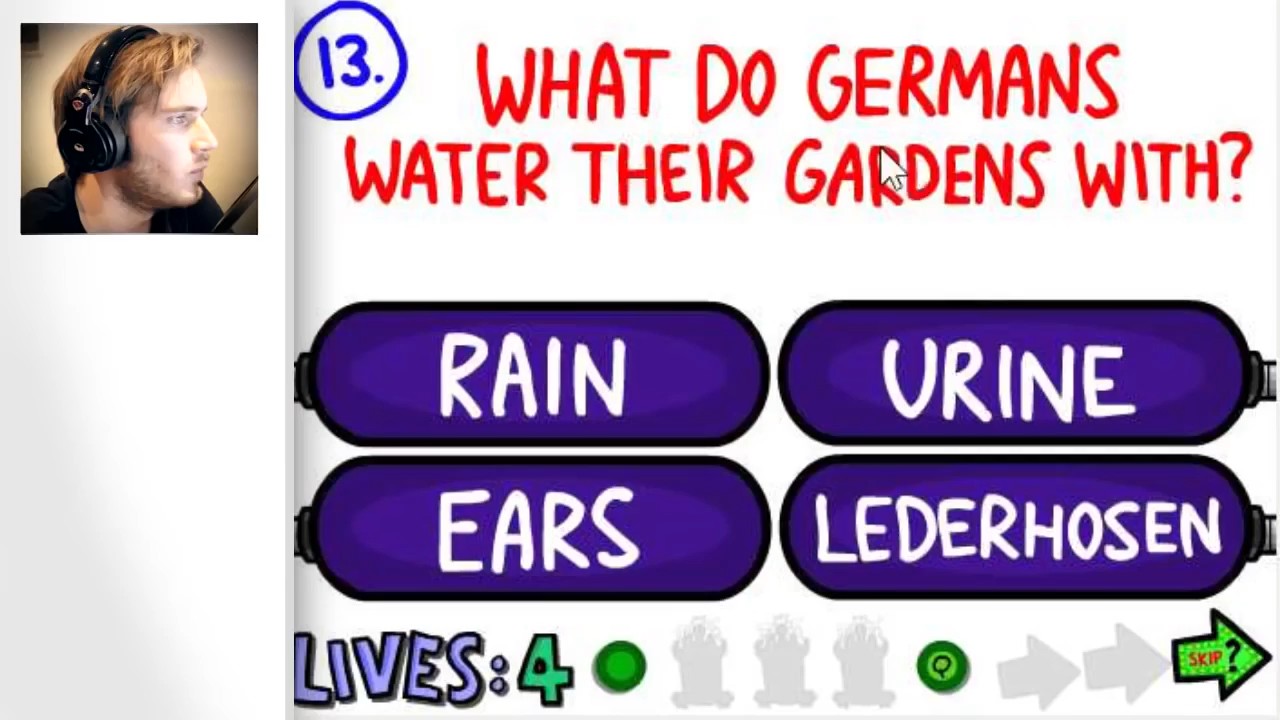 13.
WHAT DO GERMANS
WATER THEIR GARDENS WITH?
RAIN
URINE
EARS
LEDERHOSEN
LIVES: 4
SKIP?